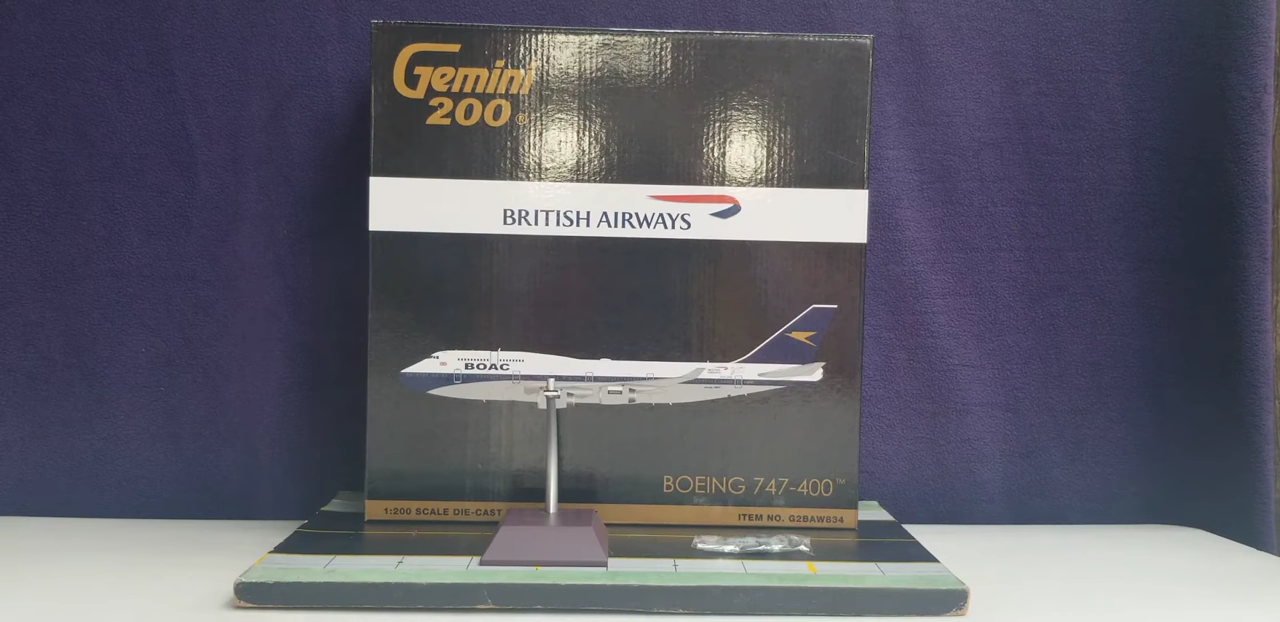 Gemini
200®
BRITISH AIRWAYS
BOAC
BOEING 747-400™
1:200 SCALE DIE-CAST
ITEM NO. G2BAW834